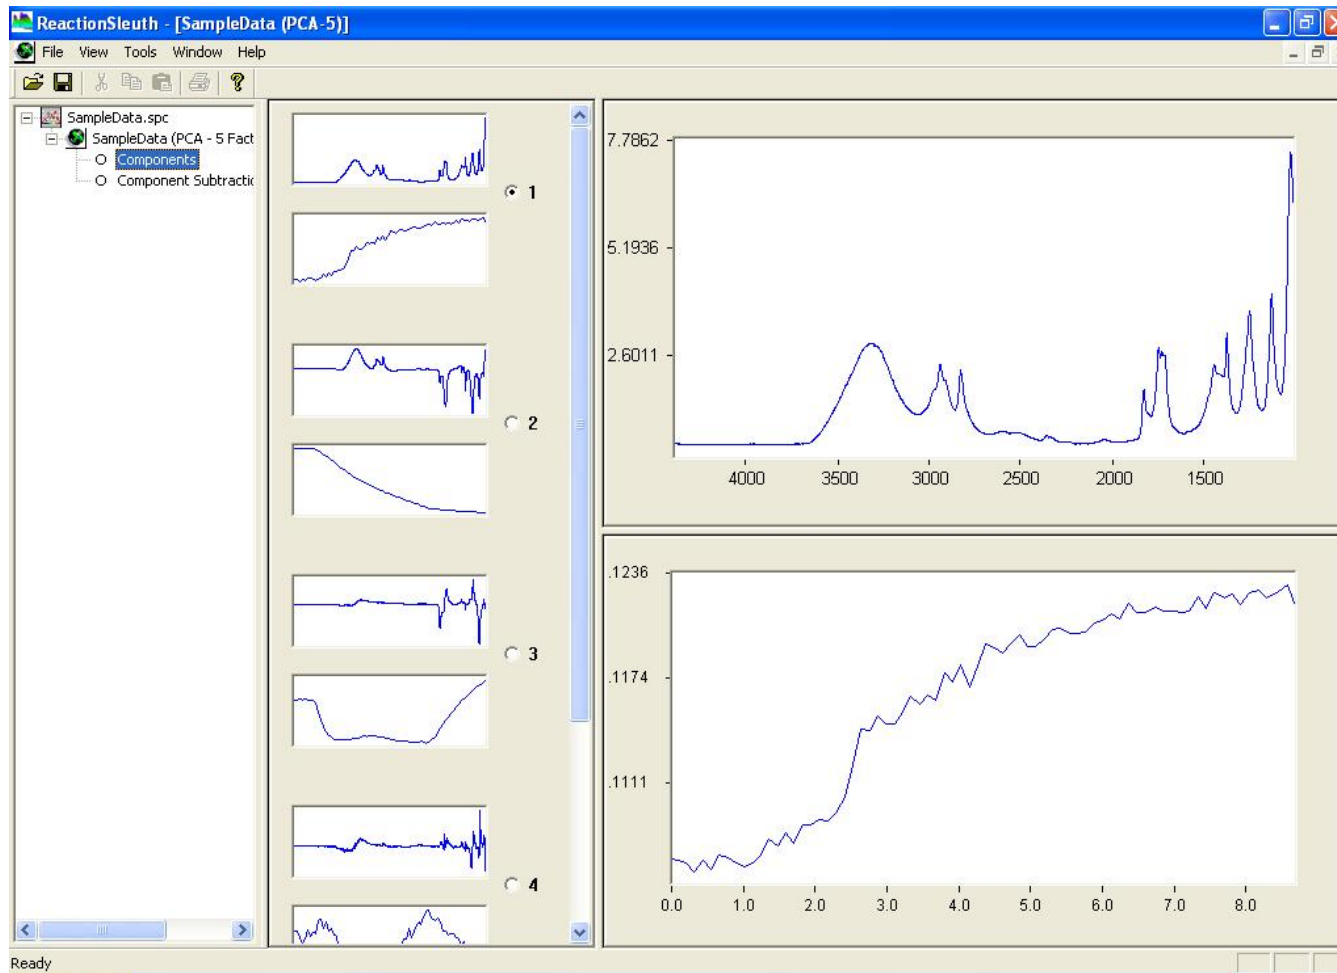 ReactionSleuth - [SampleData (PCA-5)]
File View Tools Window Help
SampleData.spc
SampleData (PCA - 5 Fact
Components
Component Subtractio
1
2
3
4
7.7862
5.1936
2.6011
4000 3500 3000 2500 2000 1500
.1236
.1174
.1111
0.0 1.0 2.0 3.0 4.0 5.0 6.0 7.0 8.0
Ready